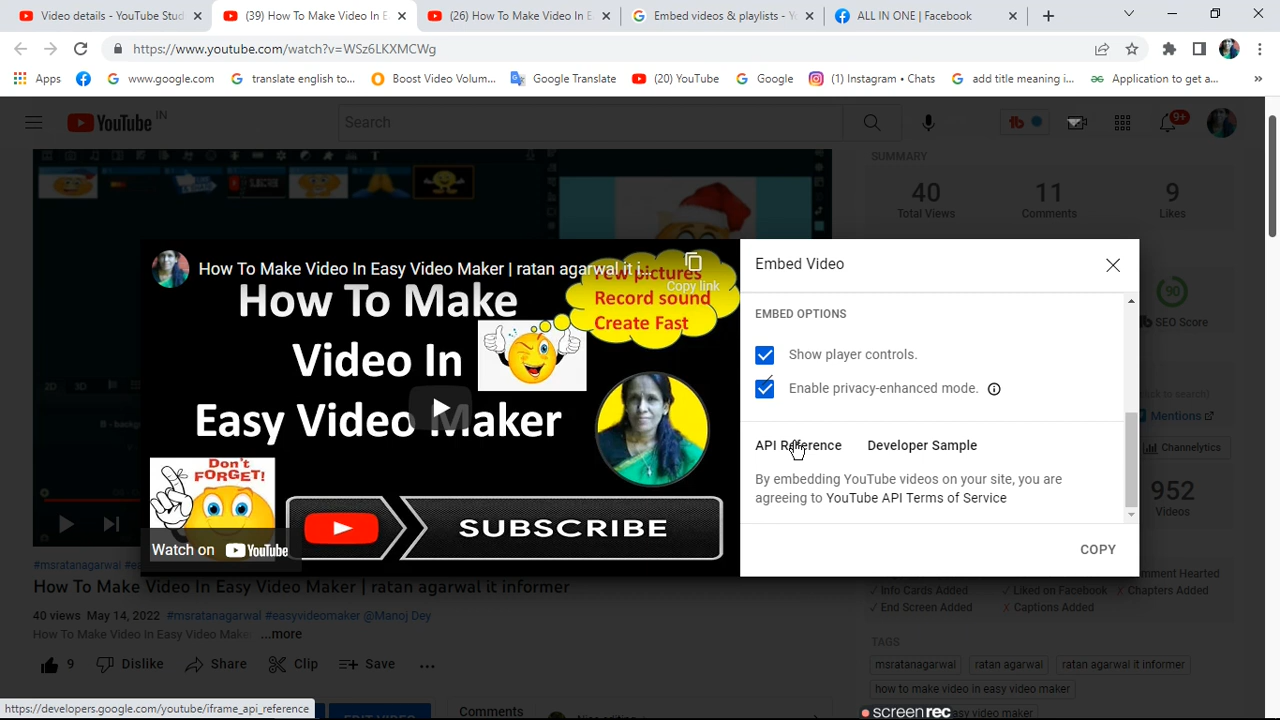 Video details - YouTube Stud
(39) How To Make Video In E
(26) How To Make Video In E
Embed videos & playlists - Y
ALL IN ONE | Facebook
https://www.youtube.com/watch?v=WSz6LKXMCWg
Apps
www.google.com
translate english to...
Boost Video Volum...
Google Translate
(20) YouTube
Google
(1) Instagram • Chats
add title meaning i...
Application to get a...
YouTube IN
Search
9+
SUMMARY
40
11
9
Total Views
Comments
Likes
How To Make Video In Easy Video Maker | ratan agarwal it i...
Copy link
Few pictures
Record sound
Create Fast
How To Make
Video In
Easy Video Maker
Don't
FORGET!
SUBSCRIBE
Watch on YouTube
Embed Video
EMBED OPTIONS
Show player controls.
Enable privacy-enhanced mode.
API Reference
Developer Sample
By embedding YouTube videos on your site, you are
agreeing to YouTube API Terms of Service
COPY
90
SEO Score
Mentions
Channelytics
952
Videos
#msratanagarwal
How To Make Video In Easy Video Maker | ratan agarwal it informer
40 views May 14, 2022 #msratanagarwal #easyvideomaker @Manoj Dey
How To Make Video In Easy Video Make ...more
9
Dislike
Share
Clip
Save
Comment Hearted
✓ Info Cards Added
✓ Liked on Facebook
✗ Chapters Added
✓ End Screen Added
✗ Captions Added
TAGS
msratanagarwal
ratan agarwal
ratan agarwal it informer
how to make video in easy video maker
https://developers.google.com/youtube/iframe_api_reference
EDIT VIDEO
Comments
screenrec